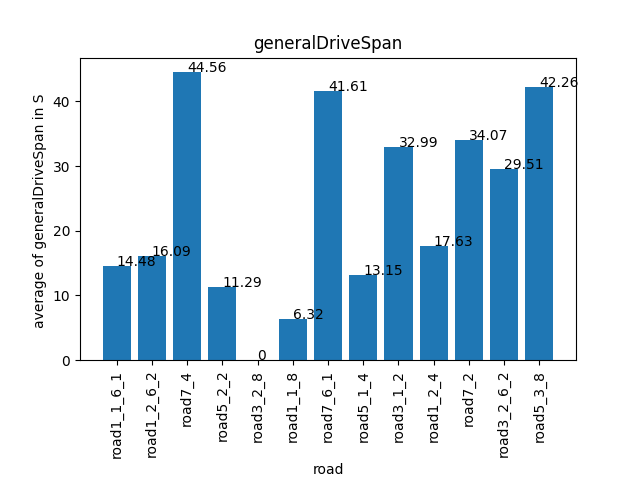 generalDriveSpan
average of generalDriveSpan in S
40
30
20
10
0
14.48
16.09
44.56
11.29
0
6.32
41.61
13.15
32.99
17.63
34.07
29.51
42.26
road1_1_6_1
road1_2_6_2
road7_4
road5_2_2
road3_2_8
road1_1_8
road7_6_1
road5_1_4
road3_1_2
road1_2_4
road7_2
road3_2_6_2
road5_3_8
road